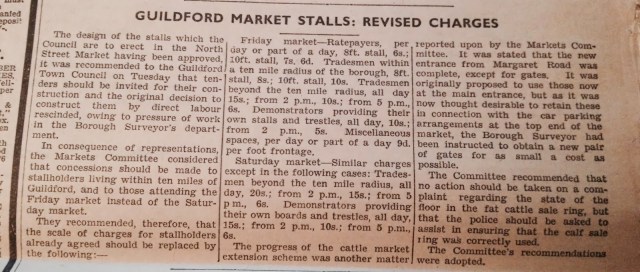 GUILDFORD MARKET STALLS: REVISED CHARGES
The design of the stalls which the
Council are to erect in the North
Street Market having been approved,
it was recommended to the Guildford
Town Council on Tuesday that ten-
ders should be invited for their con-
struction and the original decision to
construct them by direct labour
rescinded, owing to pressure of work
in the Borough Surveyor's depart-
ment.
In consequence of representations,
the Markets Committee considered
that concessions should be made to
stallholders living within ten miles of
Guildford, and to those attending the
Friday market instead of the Satur-
day market.
They recommended, therefore, that
the scale of charges for stallholders
already agreed should be replaced by
the following:—
Friday market—Ratepayers, per
day or part of a day, 8ft. stall, 6s.;
10ft. stall, 7s. 6d. Tradesmen within
a ten mile radius of the borough, 8ft.
stall, 8s.; 10ft. stall, 10s. Tradesmen
beyond the ten mile radius, all day
15s.; from 2 p.m., 10s.; from 5 p.m.,
6s. Demonstrators providing their
own stalls and trestles, all day, 10s.;
from 2 p.m., 5s. Miscellaneous
spaces, per day or part of a day 9d.
per foot frontage.
Saturday market—Similar charges
except in the following cases: Trades-
men beyond the ten mile radius, all
day, 20s.; from 2 p.m., 15s.; from 5
p.m., 6s. Demonstrators providing
their own boards and trestles, all day,
15s.; from 2 p.m., 10s.; from 5 p.m.,
6s.
The progress of the cattle market
extension scheme was another matter
reported upon by the Markets Com-
mittee. It was stated that the new
entrance from Margaret Road was
complete, except for gates. It was
originally proposed to use those now
at the main entrance, but as it was
now thought desirable to retain these
in connection with the car parking
arrangements at the top end of the
market, the Borough Surveyor had
been instructed to obtain a new pair
of gates for as small a cost as
possible.
The Committee recommended that
no action should be taken on a com-
plaint regarding the state of the
floor in the fat cattle sale ring, but
that the police should be asked to
assist in ensuring that the calf sale
ring was correctly used.
The Committee's recommendations
were adopted.